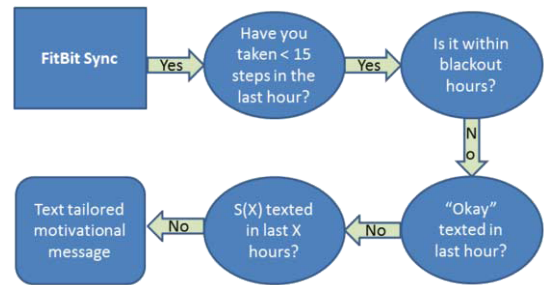 FitBit Sync
Yes
Have you
taken < 15
steps in the
last hour?
Yes
Is it within
blackout
hours?
N
o
"Okay"
texted in
last hour?
No
S(X) texted
in last X
hours?
No
Text tailored
motivational
message